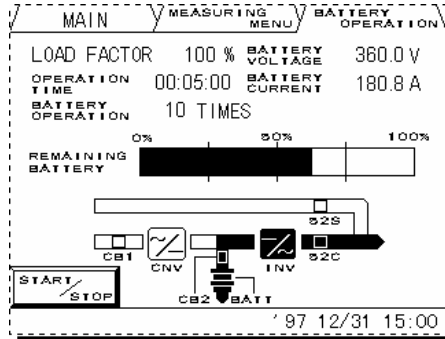 MAIN
MEASURING MENU
BATTERY OPERATION
LOAD FACTOR 100 % BATTERY VOLTAGE 360.0 V
OPERATION TIME 00:05:00 BATTERY CURRENT 180.8 A
BATTERY OPERATION 10 TIMES
0% 50% 100%
REMAINING BATTERY
52S
CB1 CNV INV 52C
START/STOP
CB2 BATT
'97 12/31 15:00